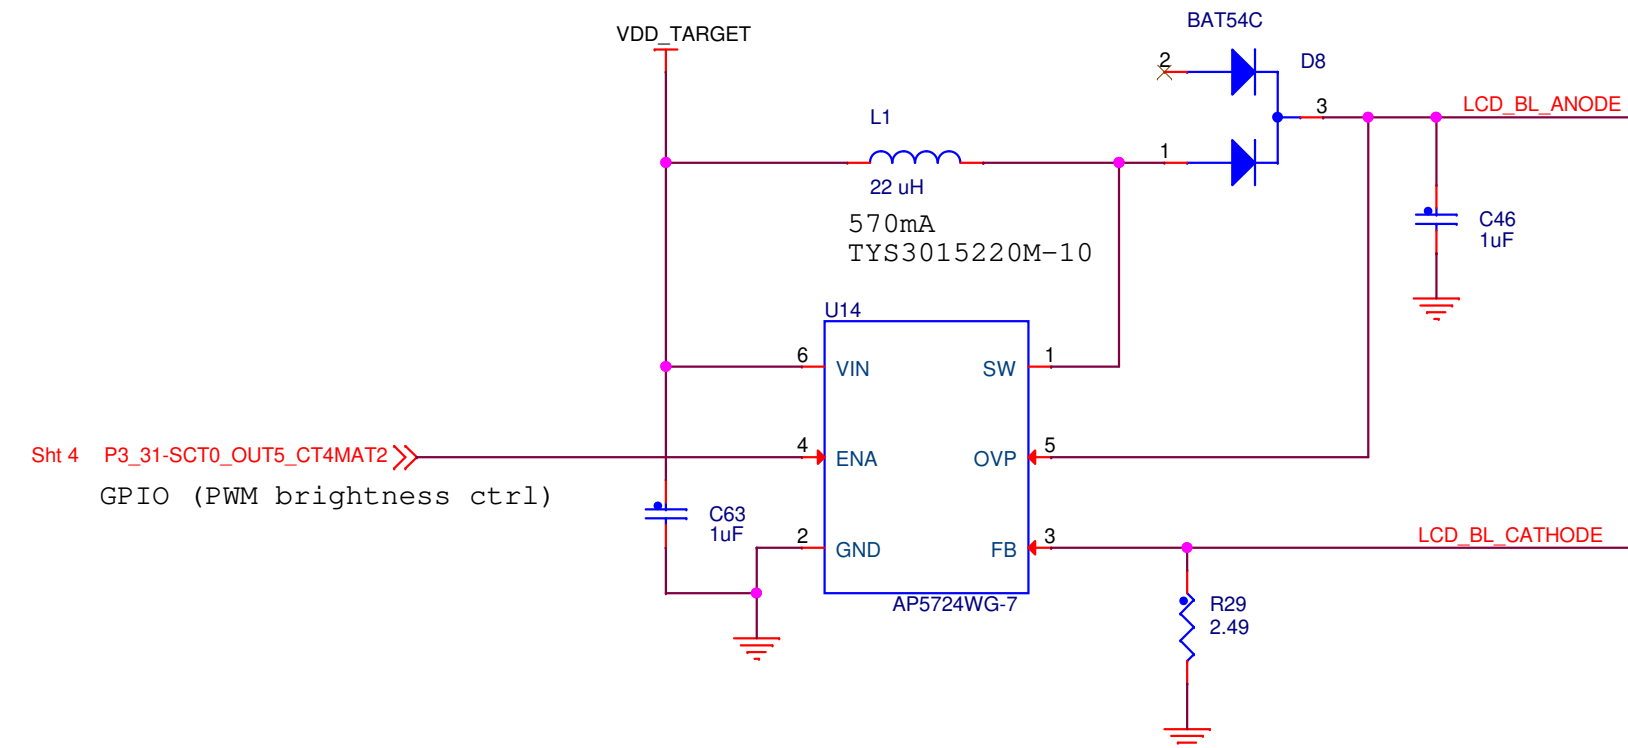 BAT54C
VDD_TARGET
2
D8
3
LCD_BL_ANODE
L1
1
22 uH
570mA
TYS3015220M-10
C46
1uF
U14
6
VIN
SW
1
Sht 4 P3_31-SCT0_OUT5_CT4MAT2
4
ENA
OVP
5
GPIO (PWM brightness ctrl)
C63
1uF
2
GND
FB
3
LCD_BL_CATHODE
AP5724WG-7
R29
2.49